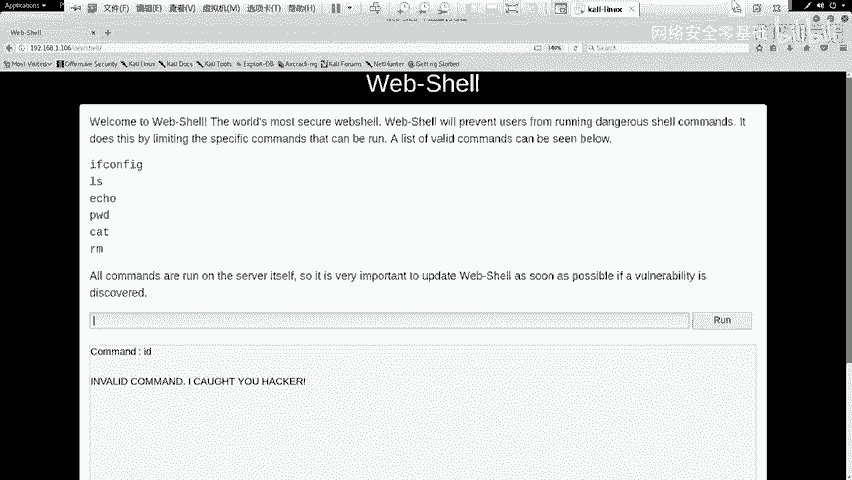 Applications
文件(F) 编辑(E) 查看(V) 虚拟机(M) 选项卡(T) 帮助(H)
kali-linux
网络安全零基础
Web-Shell
192.168.1.106
Search
Most Visited
Offensive Security
Kali Linux
Kali Docs
Kali Tools
Exploit-DB
Aircrack-ng
Kali Forums
NetHunter
Getting Started
Web-Shell
Welcome to Web-Shell! The world's most secure webshell. Web-Shell will prevent users from running dangerous shell commands. It
does this by limiting the specific commands that can be run. A list of valid commands can be seen below.
ifconfig
ls
echo
pwd
cat
rm
All commands are run on the server itself, so it is very important to update Web-Shell as soon as possible if a vulnerability is
discovered.
Run
Command : id
INVALID COMMAND. I CAUGHT YOU HACKER!